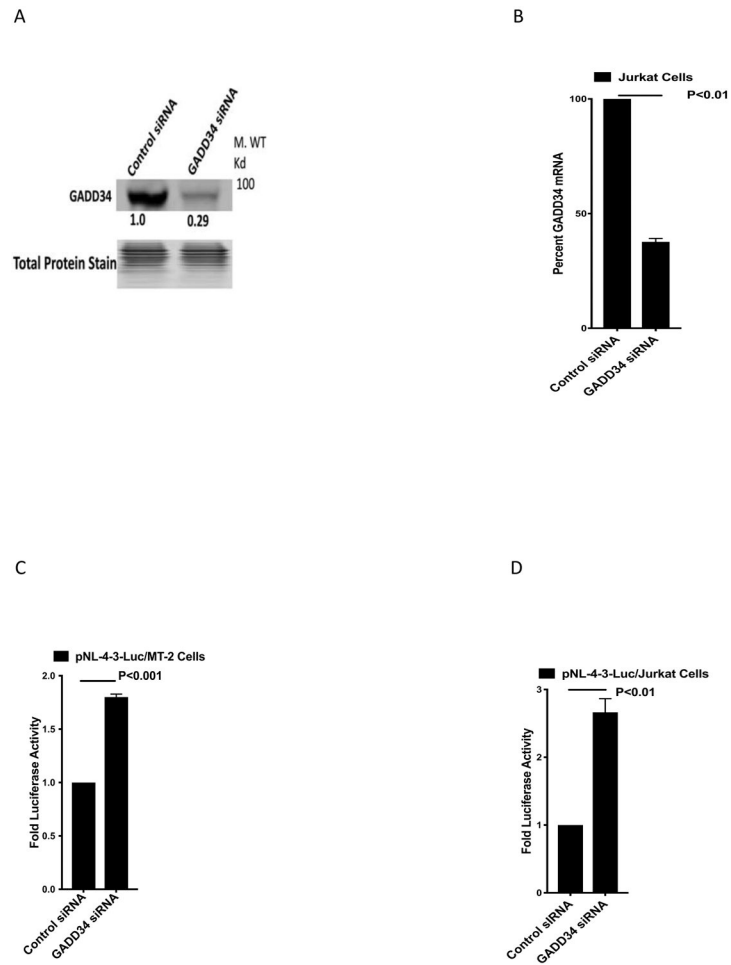 A
Control siRNA
GADD34 siRNA
M. WT
Kd
100
GADD34
1.0
0.29
Total Protein Stain
B
Jurkat Cells
P<0.01
100
50
0
Percent GADD34 mRNA
Control siRNA
GADD34 siRNA
C
pNL-4-3-Luc/MT-2 Cells
P<0.001
2.0
1.5
1.0
0.5
0.0
Fold Luciferase Activity
Control siRNA
GADD34 siRNA
D
pNL-4-3-Luc/Jurkat Cells
P<0.01
3
2
1
0
Fold Luciferase Activity
Control siRNA
GADD34 siRNA